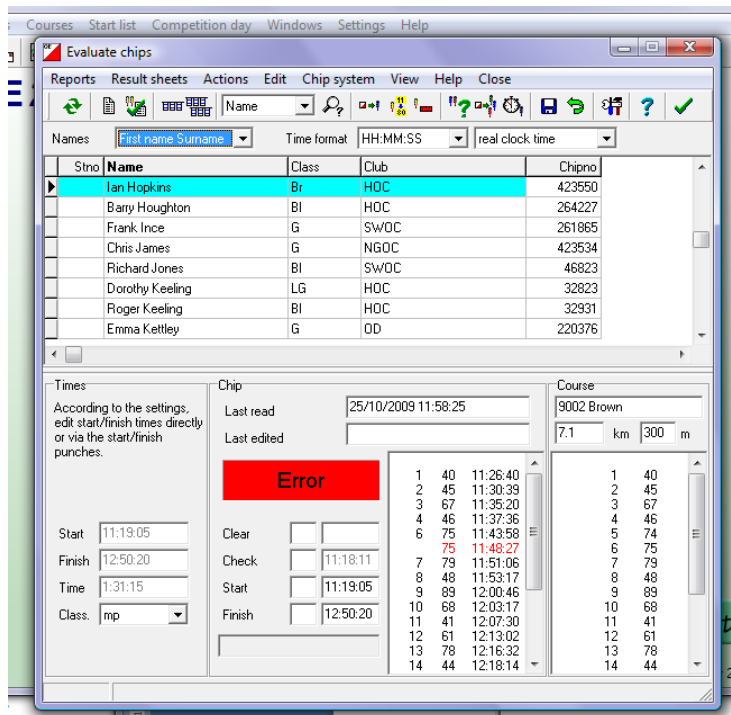 Courses Start list Competition day Windows Settings Help
Evaluate chips
Reports Result sheets Actions Edit Chip system View Help Close
Name
Names First name Surname Time format HH:MM:SS real clock time
Stno Name Class Club Chipno
Ian Hopkins Br HOC 423550
Barry Houghton Bl HOC 264227
Frank Ince G SWOC 261865
Chris James G NGOC 423534
Richard Jones Bl SWOC 46823
Dorothy Keeling LG HOC 32823
Roger Keeling Bl HOC 32931
Emma Kettley G OD 220376
Times
According to the settings,
edit start/finish times directly
or via the start/finish
punches.
Start 11:19:05
Finish 12:50:20
Time 1:31:15
Class. mp
Chip
Last read 25/10/2009 11:58:25
Last edited
Error
Clear
Check 11:18:11
Start 11:19:05
Finish 12:50:20
1 40 11:26:40
2 45 11:30:39
3 67 11:35:20
4 46 11:37:36
6 75 11:43:58
75 11:48:27
7 79 11:51:06
8 48 11:53:17
9 89 12:00:46
10 68 12:03:17
11 41 12:07:30
12 61 12:13:02
13 78 12:16:32
14 44 12:18:14
Course
9002 Brown
7.1 km 300 m
1 40
2 45
3 67
4 46
5 74
6 75
7 79
8 48
9 89
10 68
11 41
12 61
13 78
14 44